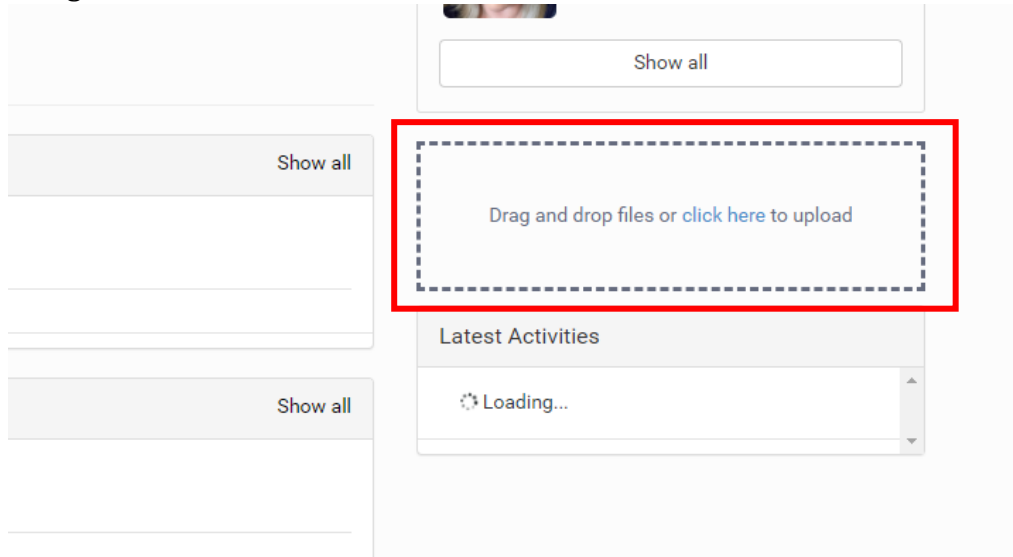 Show all
Show all
Drag and drop files or click here to upload
Latest Activities
Show all
Loading...